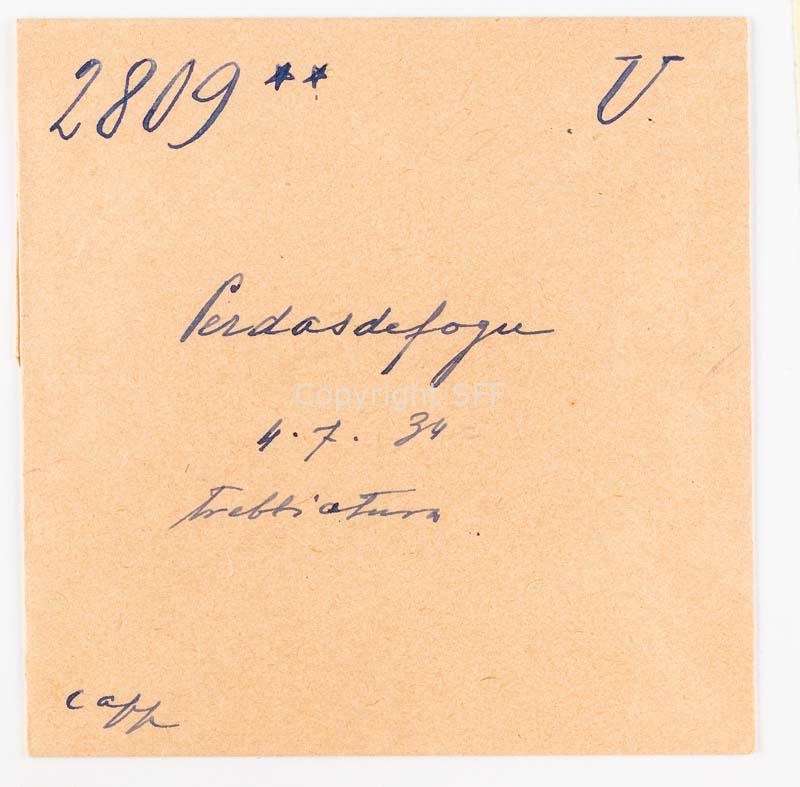 2809 ** V
Perdasdefogu
Copyright SFF
4.7.34
trebbiatura
capp